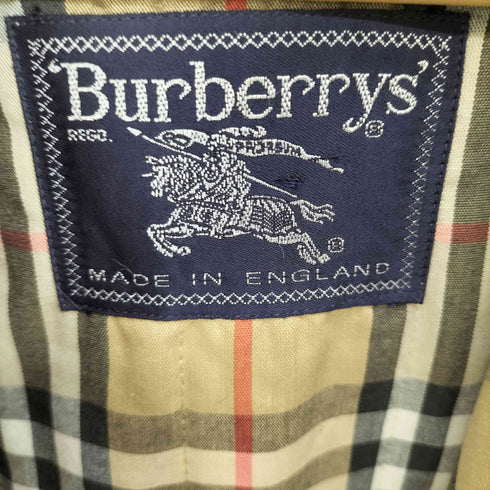 'Burberrys'®
REGD.
®
MADE IN ENGLAND